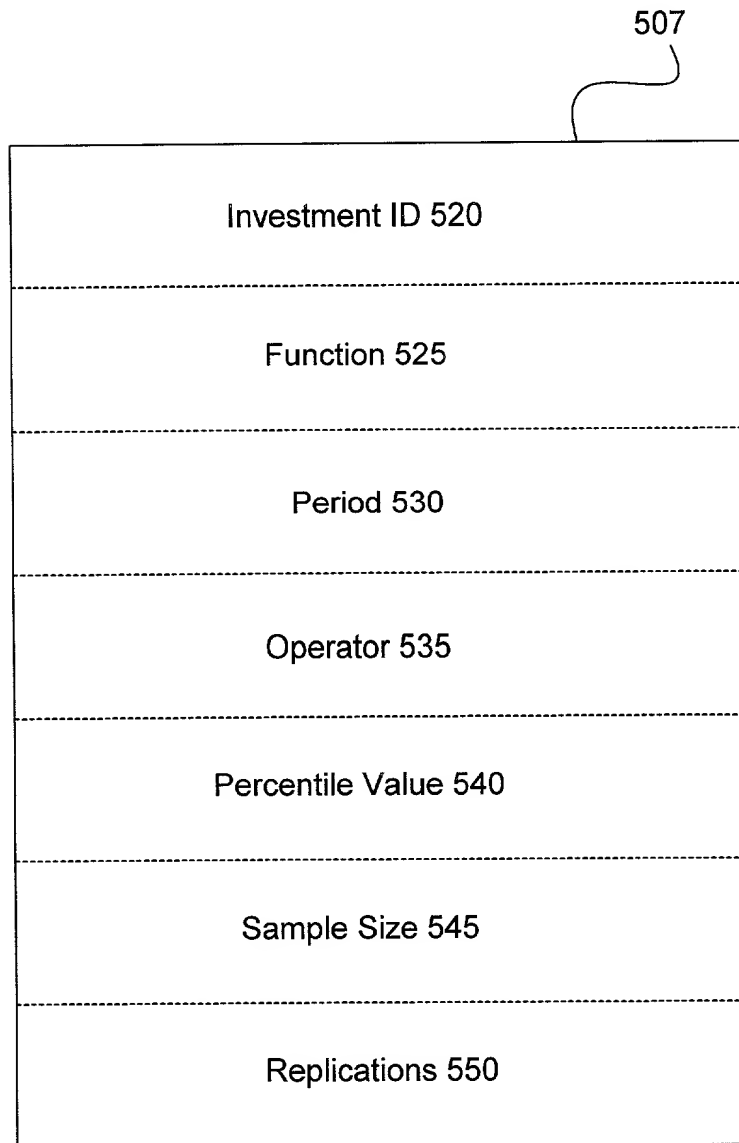 507
Investment ID 520
Function 525
Period 530
Operator 535
Percentile Value 540
Sample Size 545
Replications 550